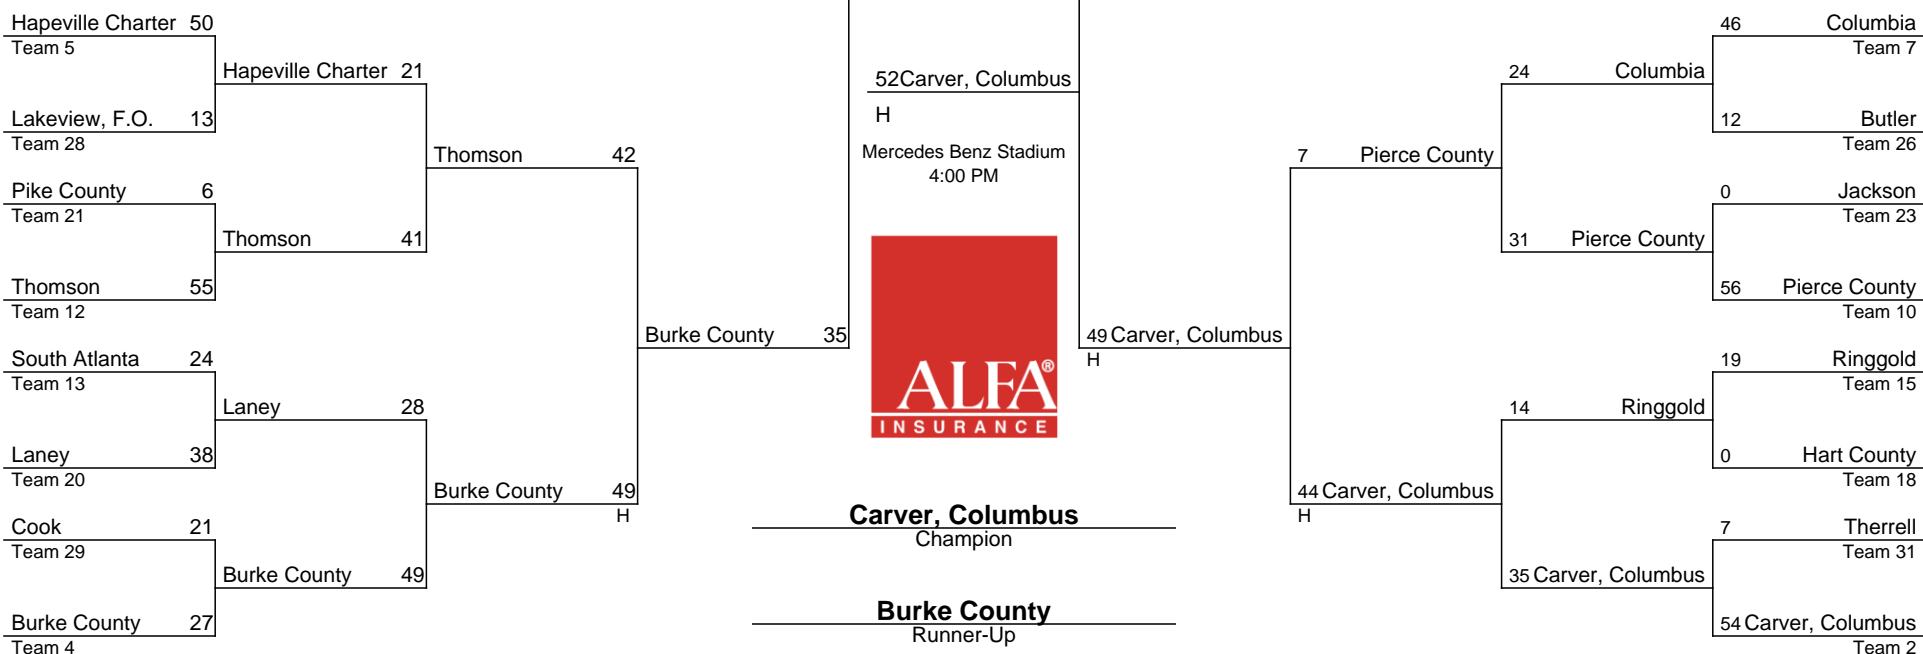 Hapeville Charter 50
Team 5
Hapeville Charter 21
Lakeview, F.O. 13
Team 28
Thomson 42
Pike County 6
Team 21
Thomson 41
Thomson 55
Team 12
Burke County 35
South Atlanta 24
Team 13
Laney 28
Laney 38
Team 20
Burke County 49
H
Cook 21
Team 29
Burke County 49
Burke County 27
Team 4
52 Carver, Columbus
H
Mercedes Benz Stadium
4:00 PM
ALFA®
INSURANCE
Carver, Columbus
Champion
Burke County
Runner-Up
49 Carver, Columbus
H
7 Pierce County
44 Carver, Columbus
H
24 Columbia
31 Pierce County
14 Ringgold
35 Carver, Columbus
46 Columbia
Team 7
12 Butler
Team 26
0 Jackson
Team 23
56 Pierce County
Team 10
19 Ringgold
Team 15
0 Hart County
Team 18
7 Therrell
Team 31
54 Carver, Columbus
Team 2